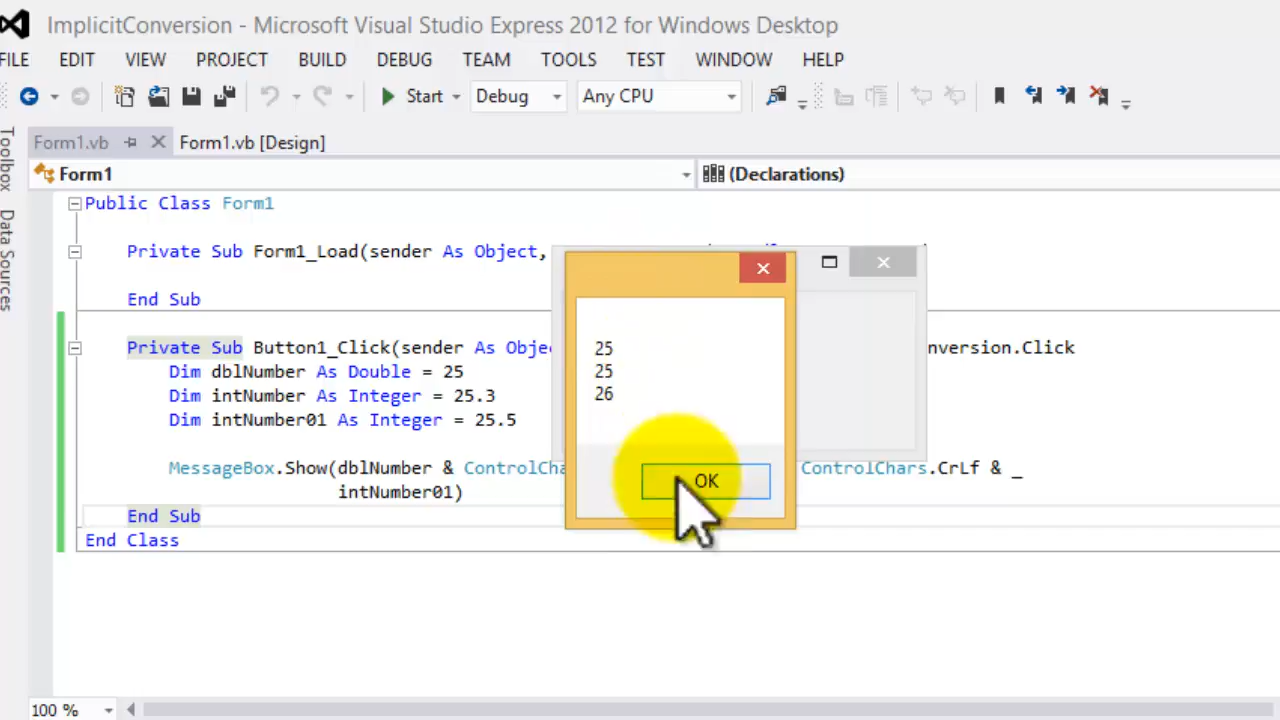 ImplicitConversion - Microsoft Visual Studio Express 2012 for Windows Desktop
FILE EDIT VIEW PROJECT BUILD DEBUG TEAM TOOLS TEST WINDOW HELP
Start Debug Any CPU
Toolbox
Data Sources
Form1.vb Form1.vb [Design]
Form1 (Declarations)
Public Class Form1
Private Sub Form1_Load(sender As Object,
End Sub
Private Sub Button1_Click(sender As Obje nversion.Click
Dim dblNumber As Double = 25
Dim intNumber As Integer = 25.3
Dim intNumber01 As Integer = 25.5
MessageBox.Show(dblNumber & ControlCha ControlChars.CrLf & _
intNumber01)
End Sub
End Class
25
25
26
OK
100 %